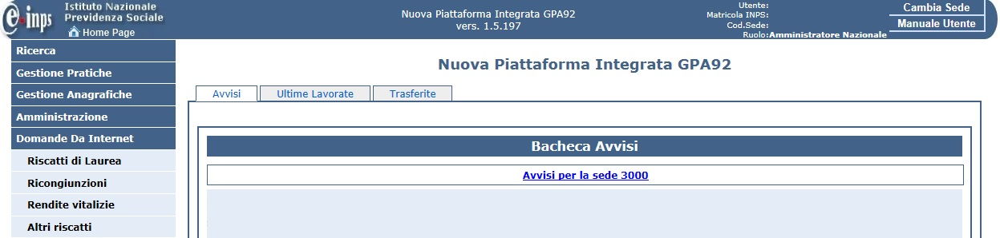 e-inps
Istituto Nazionale
Previdenza Sociale
Home Page
Nuova Piattaforma Integrata GPA92
vers. 1.5.197
Utente:
Matricola INPS:
Cod.Sede:
Ruolo:Amministratore Nazionale
Cambia Sede
Manuale Utente
Ricerca
Gestione Pratiche
Gestione Anagrafiche
Amministrazione
Domande Da Internet
Riscatti di Laurea
Ricongiunzioni
Rendite vitalizie
Altri riscatti
Nuova Piattaforma Integrata GPA92
Avvisi
Ultime Lavorate
Trasferite
Bacheca Avvisi
Avvisi per la sede 3000